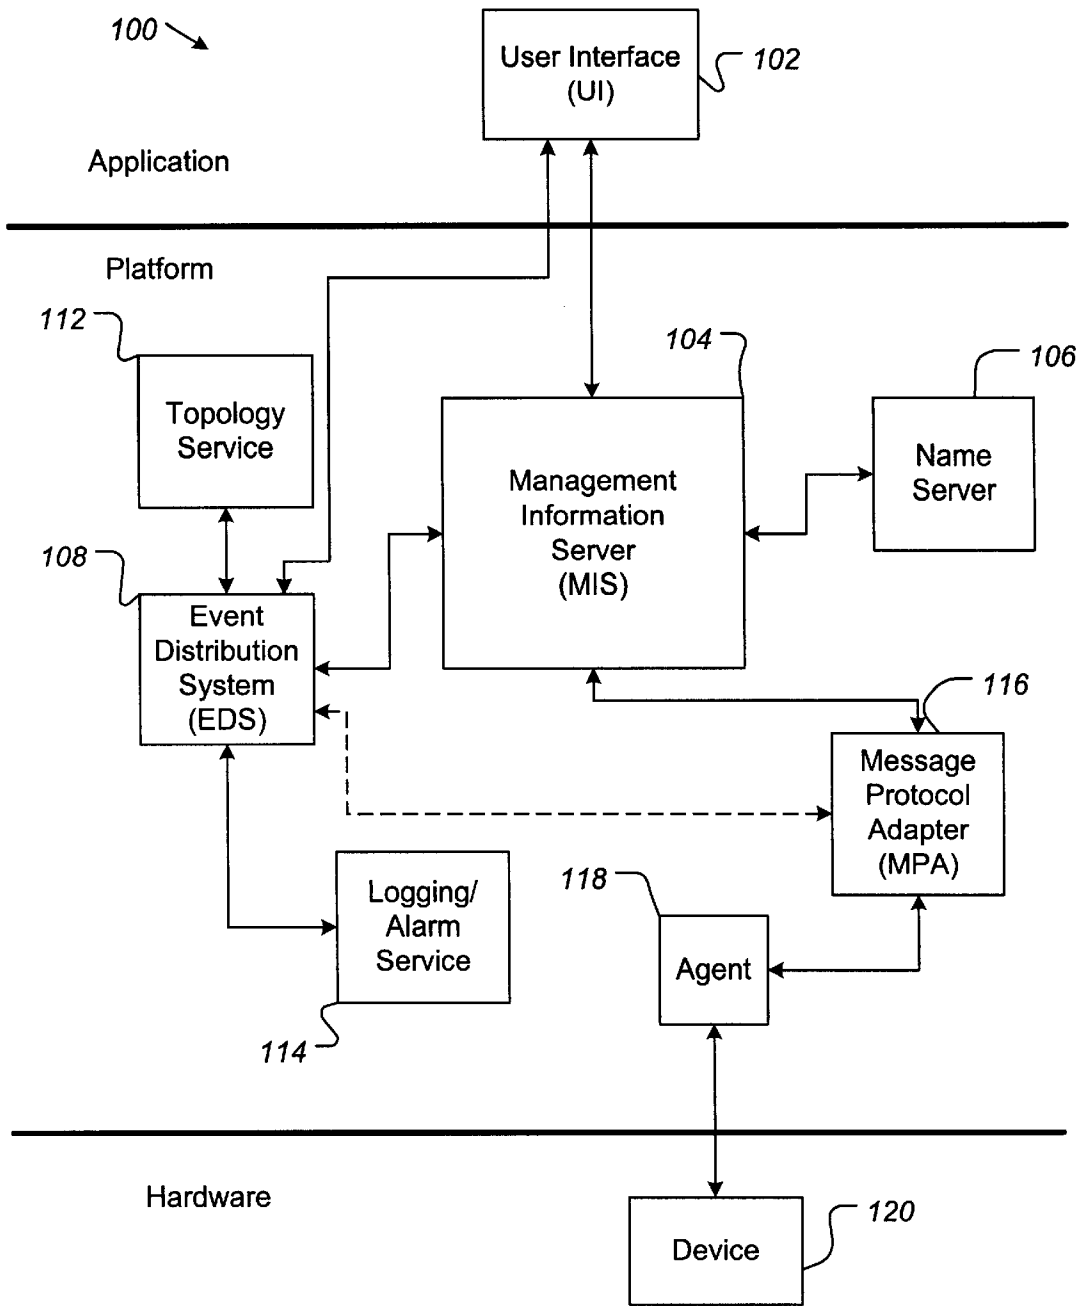 100
User Interface
(UI)
102
Application
Platform
112
104
106
Topology
Service
Management
Information
Server
(MIS)
Name
Server
108
Event
Distribution
System
(EDS)
116
Message
Protocol
Adapter
(MPA)
Logging/
Alarm
Service
114
118
Agent
Hardware
Device
120